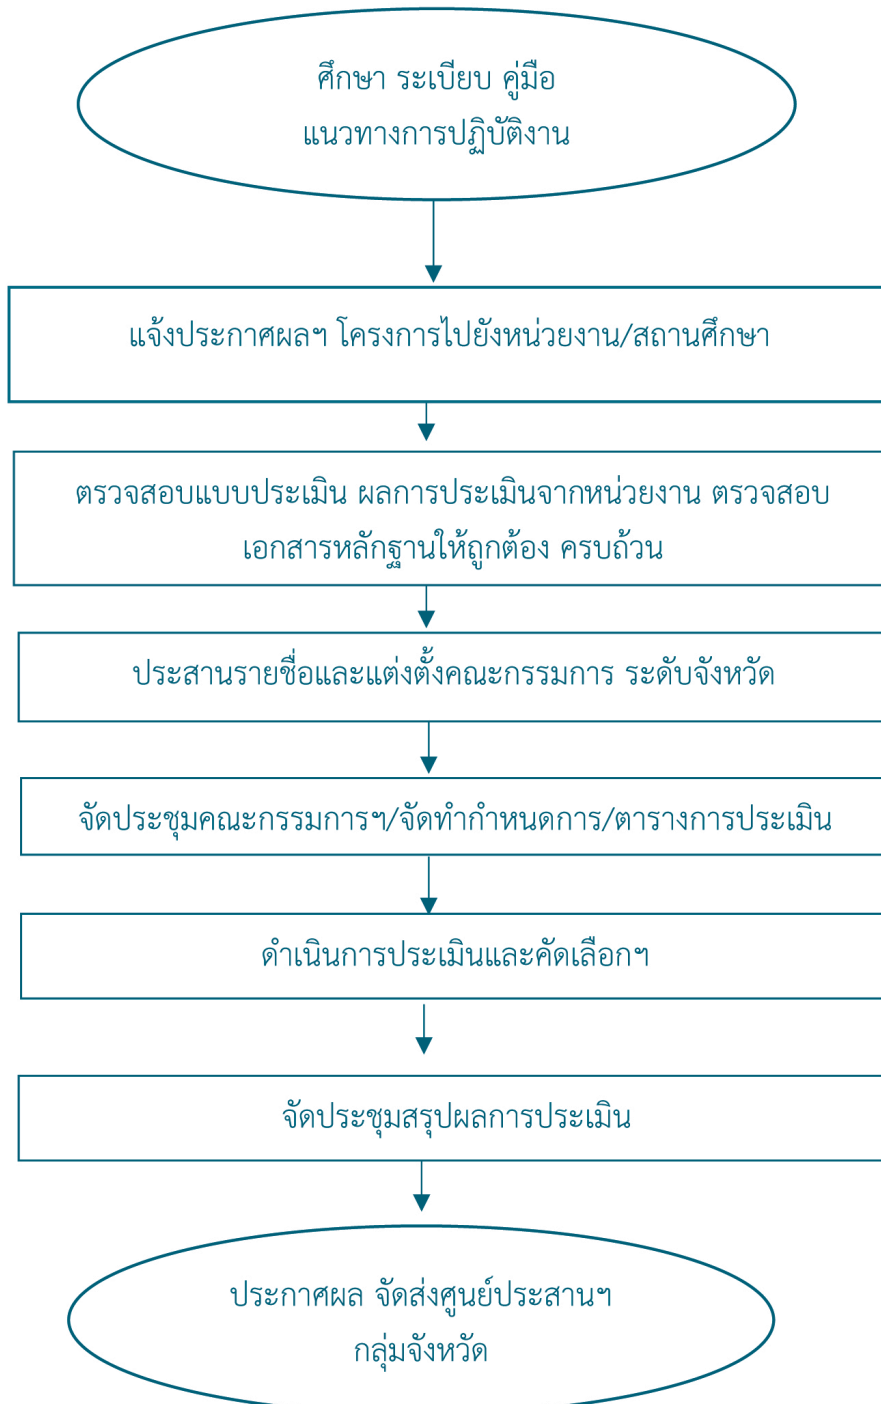 ศึกษา ระเบียบ คู่มือ
แนวทางการปฏิบัติงาน
แจ้งประกาศผลฯ โครงการไปยังหน่วยงาน/สถานศึกษา
ตรวจสอบแบบประเมิน ผลการประเมินจากหน่วยงาน ตรวจสอบ
เอกสารหลักฐานให้ถูกต้อง ครบถ้วน
ประสานรายชื่อและแต่งตั้งคณะกรรมการ ระดับจังหวัด
จัดประชุมคณะกรรมการฯ/จัดทำกำหนดการ/ตารางการประเมิน
ดำเนินการประเมินและคัดเลือกฯ
จัดประชุมสรุปผลการประเมิน
ประกาศผล จัดส่งศูนย์ประสานฯ
กลุ่มจังหวัด